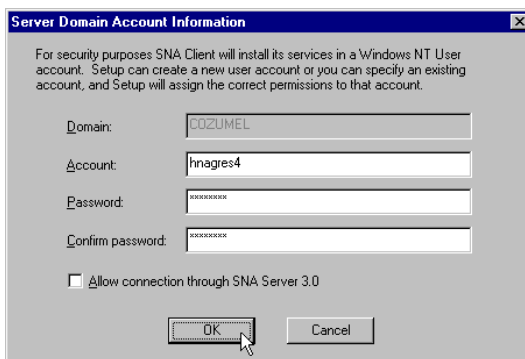 Server Domain Account Information
For security purposes SNA Client will install its services in a Windows NT User
account. Setup can create a new user account or you can specify an existing
account, and Setup will assign the correct permissions to that account.
Domain: COZUMEL
Account: hnagres4
Password: xxxxxxxx
Confirm password: xxxxxxxx
Allow connection through SNA Server 3.0
OK Cancel